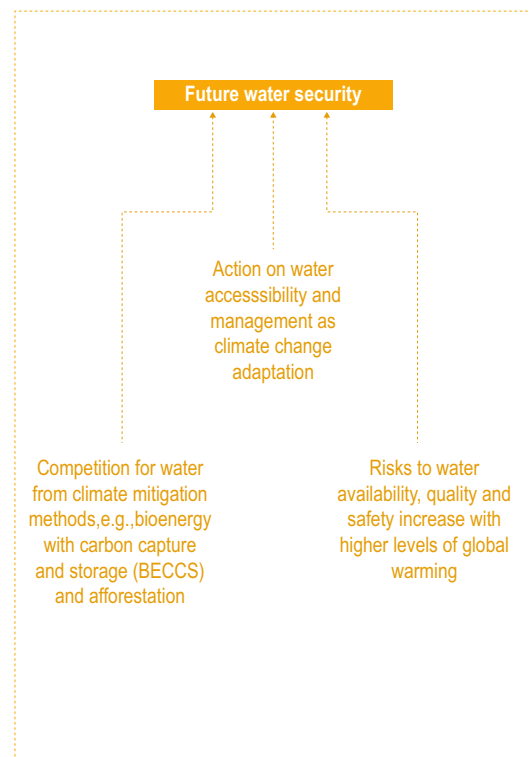 Future water security
Action on water
accesssibility and
management as
climate change
adaptation
Competition for water
from climate mitigation
methods,e.g.,bioenergy
with carbon capture
and storage (BECCS)
and afforestation
Risks to water
availability, quality and
safety increase with
higher levels of global
warming